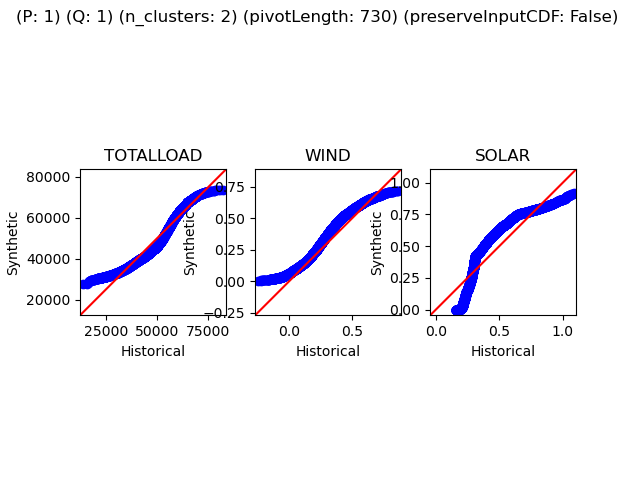 (P: 1) (Q: 1) (n_clusters: 2) (pivotLength: 730) (preserveInputCDF: False)
TOTALLOAD
WIND
SOLAR
80000
60000
40000
20000
Synthetic
25000
50000
75000
Historical
0.75
0.50
0.25
0.00
−0.25
Synthetic
0.0
0.5
Historical
1.00
0.75
0.50
0.25
0.00
Synthetic
0.0
0.5
1.0
Historical